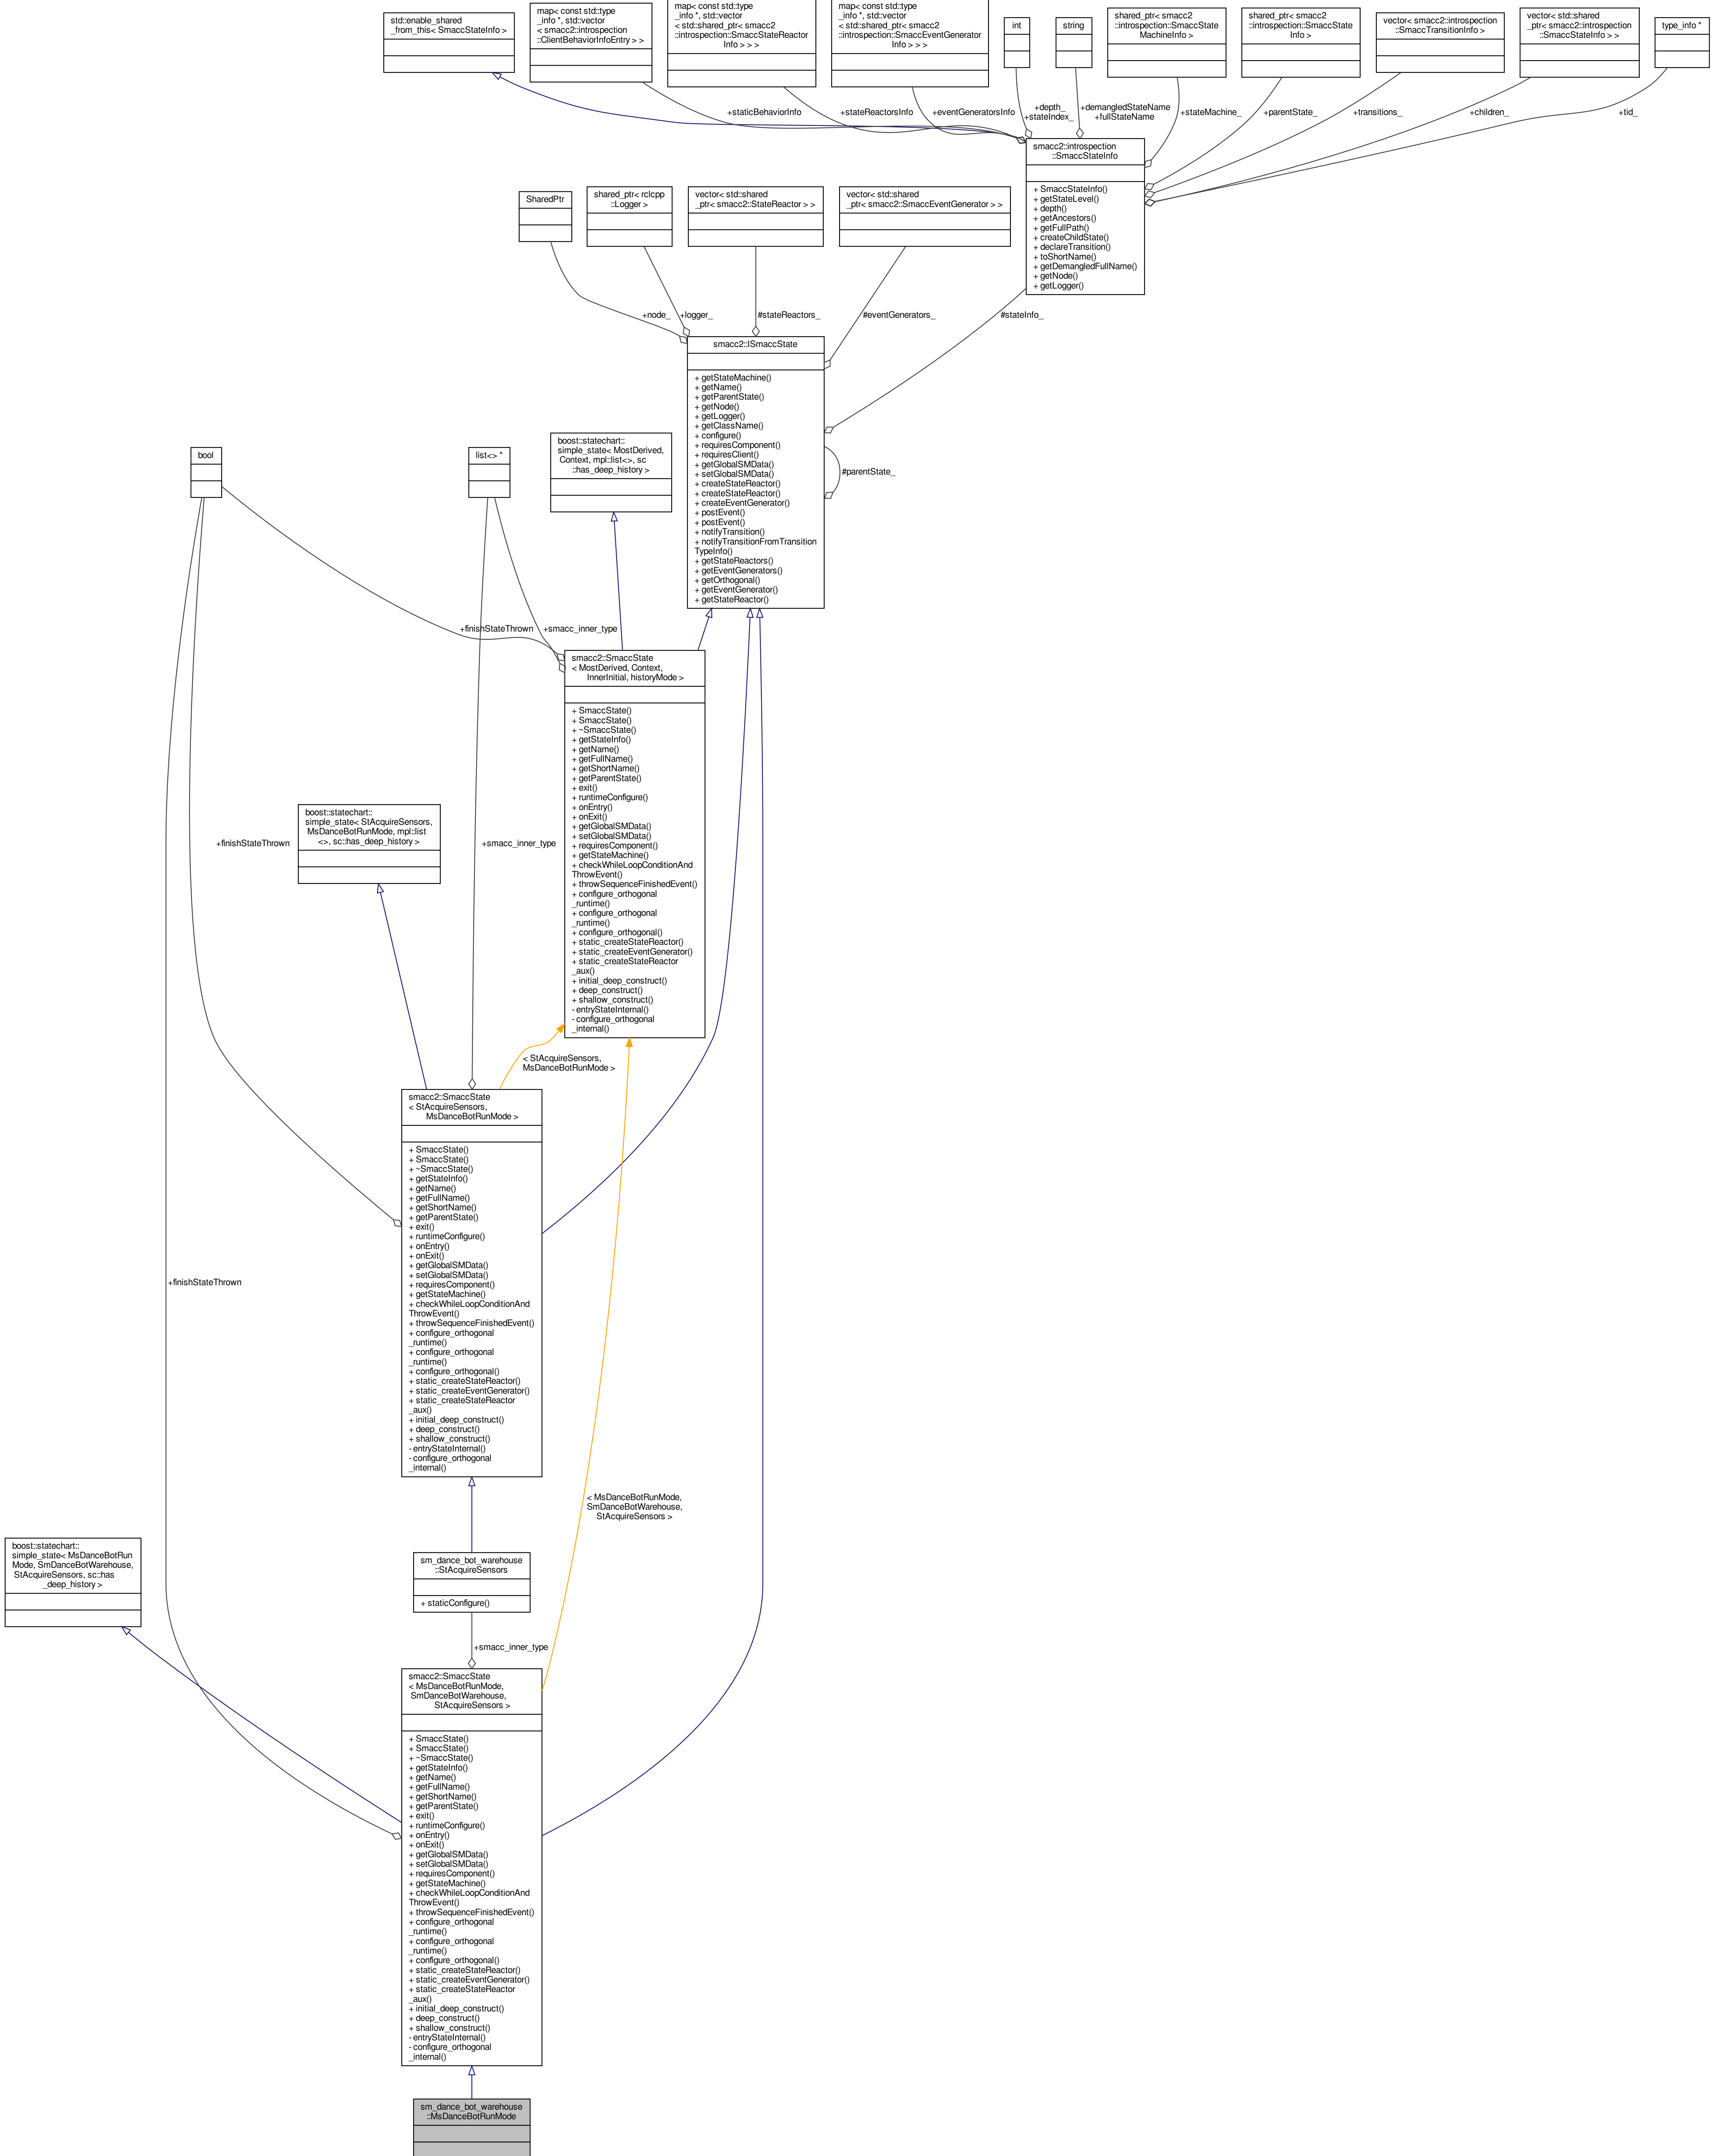 std::enable_shared
_from_this< SmaccStateInfo >
map< const std::type
_info *, std::vector
< smacc2::introspection
::ClientBehaviorInfoEntry > >
map< const std::type
_info *, std::vector
< std::shared_ptr< smacc2
::introspection::SmaccStateReactor
Info > > >
map< const std::type
_info *, std::vector
< std::shared_ptr< smacc2
::introspection::SmaccEventGenerator
Info > > >
int
string
shared_ptr< smacc2
::introspection::SmaccState
MachineInfo >
shared_ptr< smacc2
::introspection::SmaccState
Info >
vector< smacc2::introspection
::SmaccTransitionInfo >
vector< std::shared
_ptr< smacc2::introspection
::SmaccStateInfo > >
type_info *
+staticBehaviorInfo
+stateReactorsInfo
+eventGeneratorsInfo
+depth_
+stateIndex_
+demangledStateName
+fullStateName
+stateMachine_
+parentState_
+transitions_
+children_
+tid_
smacc2::introspection
::SmaccStateInfo
+ SmaccStateInfo()
+ getStateLevel()
+ depth()
+ getAncestors()
+ getFullPath()
+ createChildState()
+ declareTransition()
+ toShortName()
+ getDemangledFullName()
+ getNode()
+ getLogger()
SharedPtr
shared_ptr< rclcpp
::Logger >
vector< std::shared
_ptr< smacc2::StateReactor > >
vector< std::shared
_ptr< smacc2::SmaccEventGenerator > >
+node_
+logger_
#stateReactors_
#eventGenerators_
#stateInfo_
smacc2::ISmaccState
+ getStateMachine()
+ getName()
+ getParentState()
+ getNode()
+ getLogger()
+ getClassName()
+ configure()
+ requiresComponent()
+ requiresClient()
+ getGlobalSMData()
+ setGlobalSMData()
+ createStateReactor()
+ createStateReactor()
+ createEventGenerator()
+ postEvent()
+ postEvent()
+ notifyTransition()
+ notifyTransitionFromTransition
TypeInfo()
+ getStateReactors()
+ getEventGenerators()
+ getOrthogonal()
+ getEventGenerator()
+ getStateReactor()
#parentState_
bool
list<> *
boost::statechart::
simple_state< MostDerived,
Context, mpl::list<>, sc
::has_deep_history >
+finishStateThrown
+smacc_inner_type
smacc2::SmaccState
< MostDerived, Context,
InnerInitial, historyMode >
+ SmaccState()
+ SmaccState()
+ ~SmaccState()
+ getStateInfo()
+ getName()
+ getFullName()
+ getShortName()
+ getParentState()
+ exit()
+ runtimeConfigure()
+ onEntry()
+ onExit()
+ getGlobalSMData()
+ setGlobalSMData()
+ requiresComponent()
+ getStateMachine()
+ checkWhileLoopConditionAnd
ThrowEvent()
+ throwSequenceFinishedEvent()
+ configure_orthogonal
_runtime()
+ configure_orthogonal
_runtime()
+ configure_orthogonal()
+ static_createStateReactor()
+ static_createEventGenerator()
+ static_createStateReactor
_aux()
+ initial_deep_construct()
+ deep_construct()
+ shallow_construct()
- entryStateInternal()
- configure_orthogonal
_internal()
boost::statechart::
simple_state< StAcquireSensors,
MsDanceBotRunMode, mpl::list
<>, sc::has_deep_history >
+finishStateThrown
+smacc_inner_type
< StAcquireSensors,
MsDanceBotRunMode >
smacc2::SmaccState
< StAcquireSensors,
MsDanceBotRunMode >
+ SmaccState()
+ SmaccState()
+ ~SmaccState()
+ getStateInfo()
+ getName()
+ getFullName()
+ getShortName()
+ getParentState()
+ exit()
+ runtimeConfigure()
+ onEntry()
+ onExit()
+ getGlobalSMData()
+ setGlobalSMData()
+ requiresComponent()
+ getStateMachine()
+ checkWhileLoopConditionAnd
ThrowEvent()
+ throwSequenceFinishedEvent()
+ configure_orthogonal
_runtime()
+ configure_orthogonal
_runtime()
+ configure_orthogonal()
+ static_createStateReactor()
+ static_createEventGenerator()
+ static_createStateReactor
_aux()
+ initial_deep_construct()
+ deep_construct()
+ shallow_construct()
- entryStateInternal()
- configure_orthogonal
_internal()
+finishStateThrown
< MsDanceBotRunMode,
SmDanceBotWarehouse,
StAcquireSensors >
boost::statechart::
simple_state< MsDanceBotRun
Mode, SmDanceBotWarehouse,
StAcquireSensors, sc::has
_deep_history >
sm_dance_bot_warehouse
::StAcquireSensors
+ staticConfigure()
+smacc_inner_type
smacc2::SmaccState
< MsDanceBotRunMode,
SmDanceBotWarehouse,
StAcquireSensors >
+ SmaccState()
+ SmaccState()
+ ~SmaccState()
+ getStateInfo()
+ getName()
+ getFullName()
+ getShortName()
+ getParentState()
+ exit()
+ runtimeConfigure()
+ onEntry()
+ onExit()
+ getGlobalSMData()
+ setGlobalSMData()
+ requiresComponent()
+ getStateMachine()
+ checkWhileLoopConditionAnd
ThrowEvent()
+ throwSequenceFinishedEvent()
+ configure_orthogonal
_runtime()
+ configure_orthogonal
_runtime()
+ configure_orthogonal()
+ static_createStateReactor()
+ static_createEventGenerator()
+ static_createStateReactor
_aux()
+ initial_deep_construct()
+ deep_construct()
+ shallow_construct()
- entryStateInternal()
- configure_orthogonal
_internal()
sm_dance_bot_warehouse
::MsDanceBotRunMode